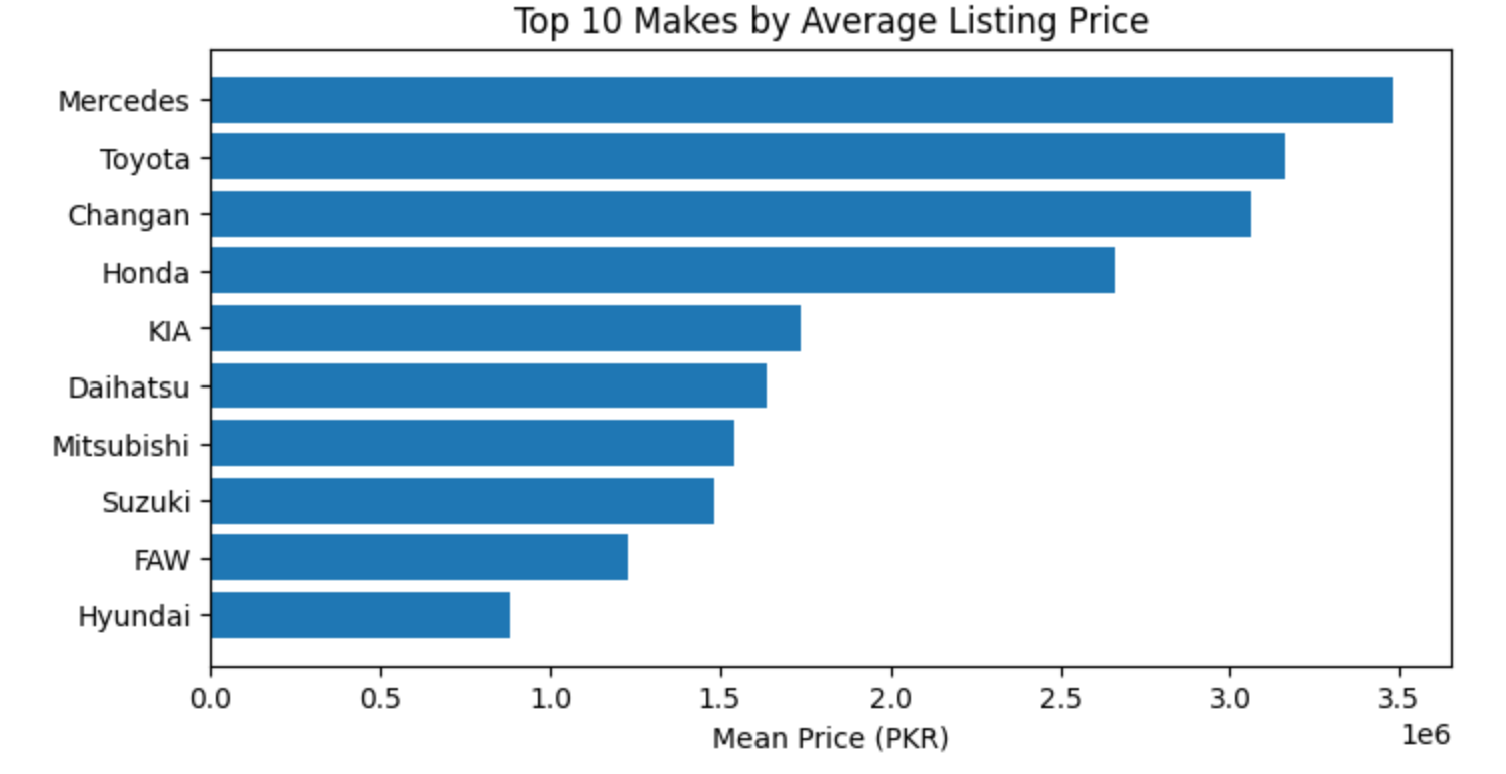 Top 10 Makes by Average Listing Price
Mercedes
Toyota
Changan
Honda
KIA
Daihatsu
Mitsubishi
Suzuki
FAW
Hyundai
0.0 0.5 1.0 1.5 2.0 2.5 3.0 3.5
1e6
Mean Price (PKR)